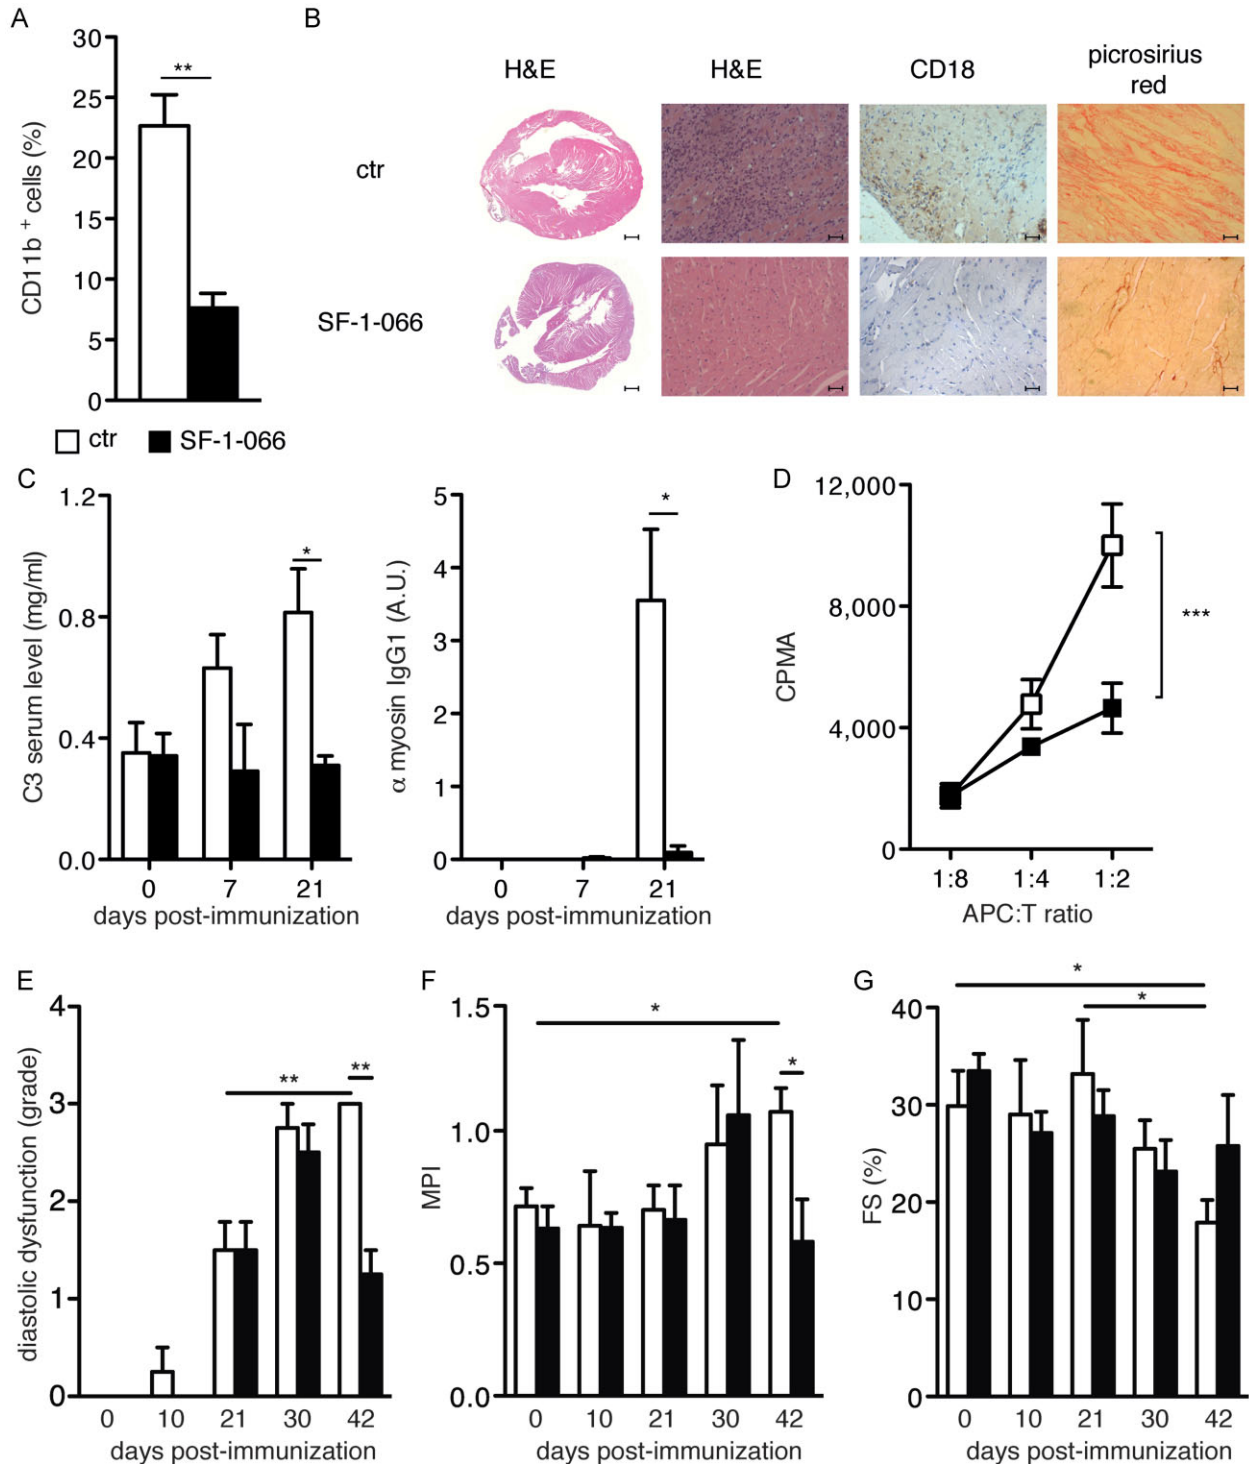 A
30
25
20
15
10
5
0
CD11b + cells (%)
**
B
H&E
H&E
CD18
picrosirius
red
ctr
SF-1-066
ctr
SF-1-066
C
1.2
0.8
0.4
0.0
C3 serum level (mg/ml)
*
0 7 21
days post-immunization
5
4
3
2
1
0
α myosin IgG1 (A.U.)
*
0 7 21
days post-immunization
D
12,000
8,000
4,000
0
CPMA
***
1:8 1:4 1:2
APC:T ratio
E
4
3
2
1
0
diastolic dysfunction (grade)
**
**
0 10 21 30 42
days post-immunization
F
1.5
1.0
0.5
0.0
MPI
*
*
0 10 21 30 42
days post-immunization
G
40
30
20
10
0
FS (%)
*
*
0 10 21 30 42
days post-immunization